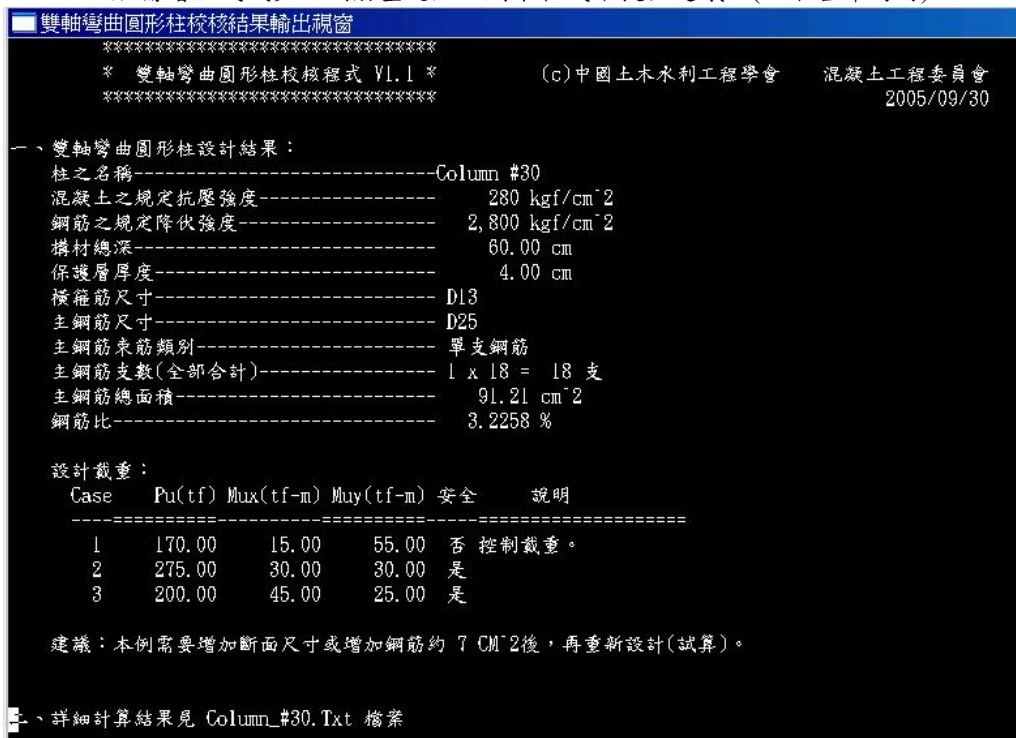 雙軸彎曲圓形柱校核結果輸出視窗
********************************
* 雙軸彎曲圓形柱校核程式 V1.1 * (c)中國土木水利工程學會 混凝土工程委員會
******************************** 2005/09/30
一、雙軸彎曲圓形柱設計結果：
柱之名稱-----------------------------Column #30
混凝土之規定抗壓強度----------------- 280 kgf/cm^2
鋼筋之規定降伏強度------------------- 2,800 kgf/cm^2
構材總深----------------------------- 60.00 cm
保護層厚度--------------------------- 4.00 cm
橫箍筋尺寸--------------------------- D13
主鋼筋尺寸--------------------------- D25
主鋼筋束筋類別----------------------- 單支鋼筋
主鋼筋支數(全部合計)----------------- 1 x 18 = 18 支
主鋼筋總面積------------------------- 91.21 cm^2
鋼筋比------------------------------- 3.2258 %
設計載重：
Case Pu(tf) Mux(tf-m) Muy(tf-m) 安全 說明
----==========----------==========-----====================
1 170.00 15.00 55.00 否 控制載重。
2 275.00 30.00 30.00 是
3 200.00 45.00 25.00 是
建議：本例需要增加斷面尺寸或增加鋼筋約 7 CM^2後，再重新設計(試算)。
二、詳細計算結果見 Column_#30.Txt 檔案